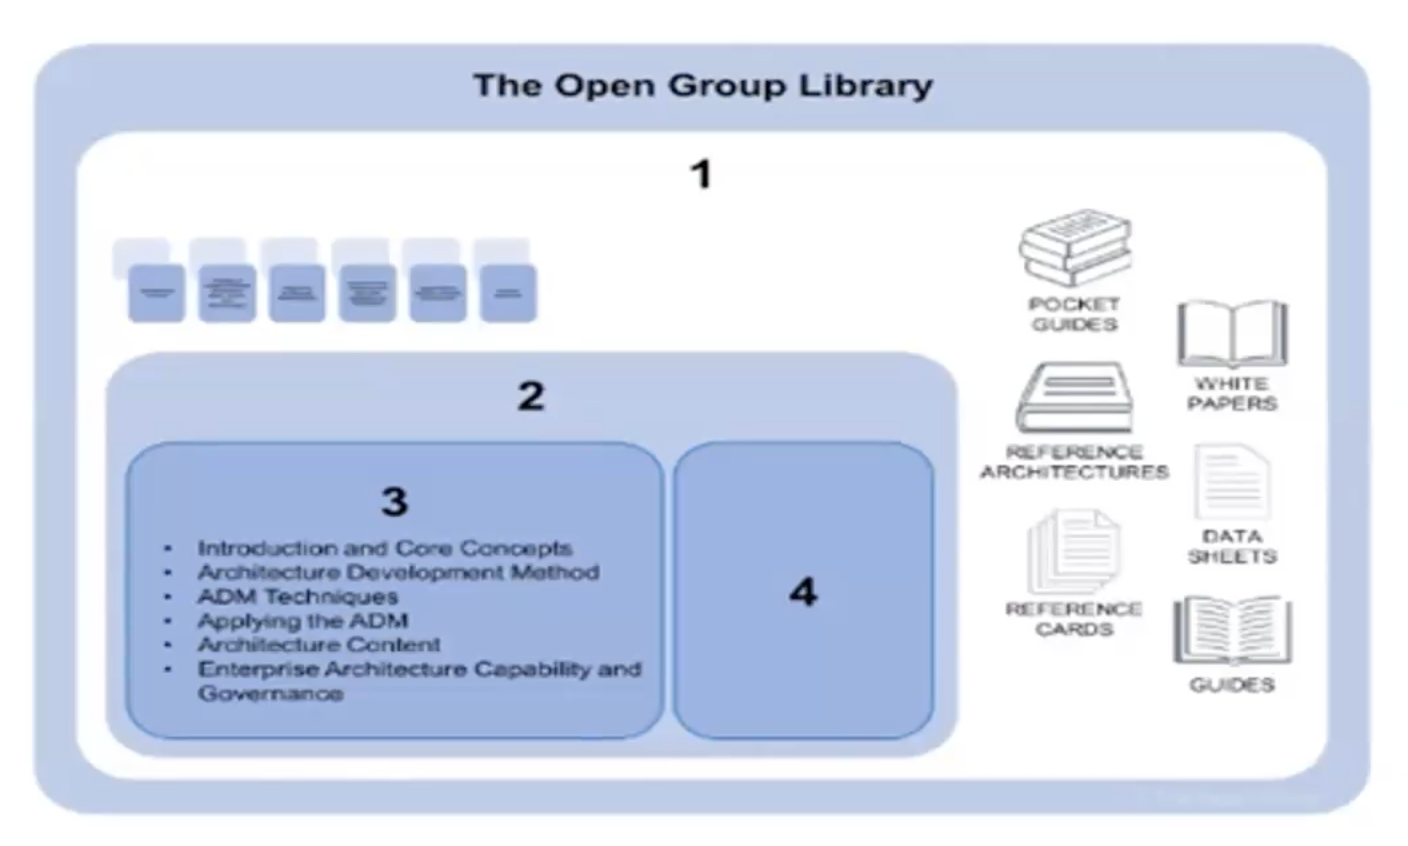 The Open Group Library
1
POCKET
GUIDES
WHITE
PAPERS
2
REFERENCE
ARCHITECTURES
3
• Introduction and Core Concepts
• Architecture Development Method
• ADM Techniques
• Applying the ADM
• Architecture Content
• Enterprise Architecture Capability and
Governance
4
DATA
SHEETS
REFERENCE
CARDS
GUIDES